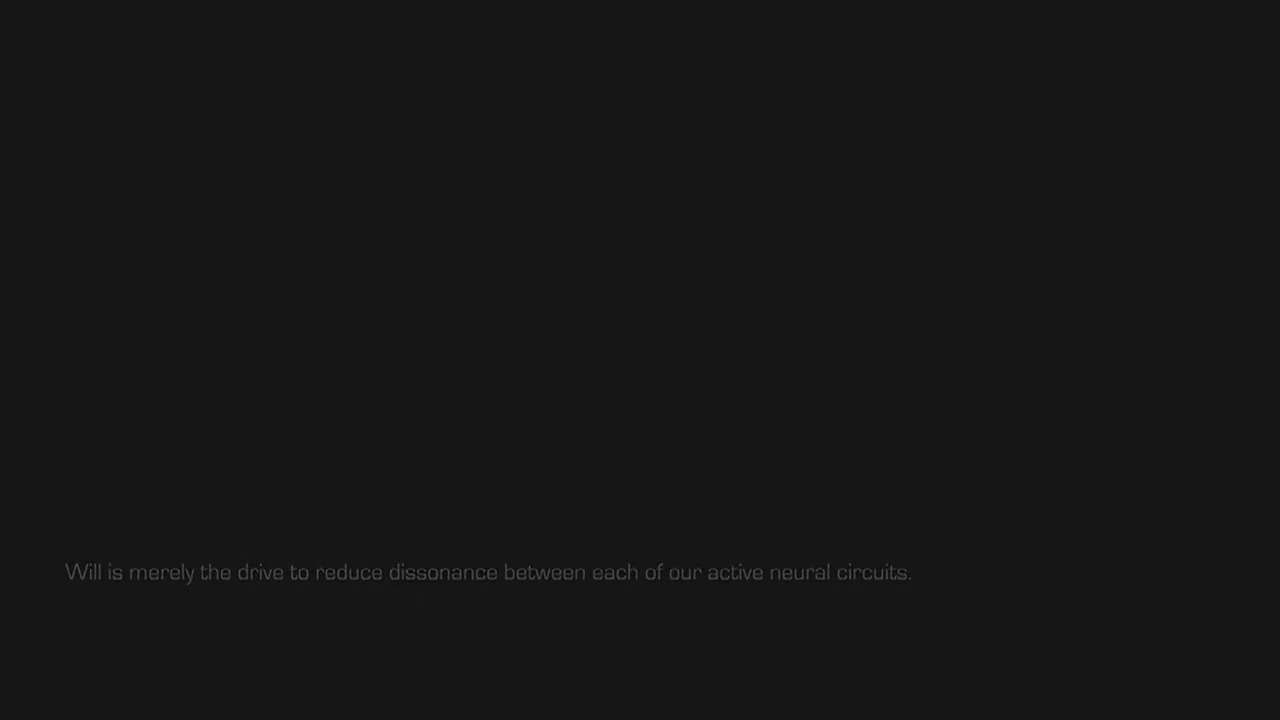 Will is merely the drive to reduce dissonance between each of our active neural circuits.